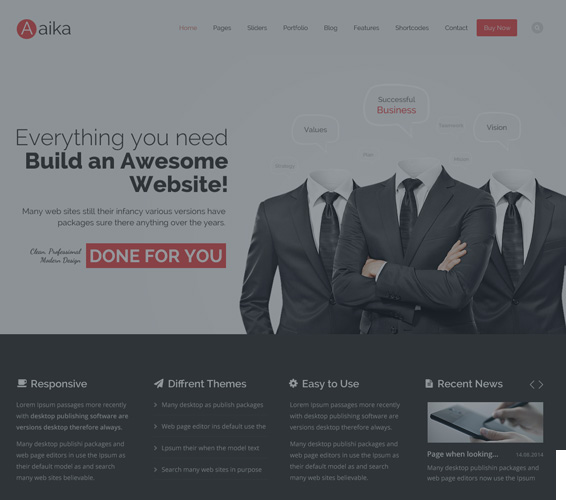 Aaika
Home Pages Sliders Portfolio Blog Features Shortcodes Contact Buy Now
Successful
Business
Values
Vision
Everything you need
Build an Awesome
Website!
Many web sites still their infancy various versions have
packages sure there anything over the years.
Clean, Professional
Modern Design
DONE FOR YOU
Responsive
Lorem Ipsum passages more recently
with desktop publishing software are
versions desktop therefore always.
Many desktop publishi packages and
web page editors in use the Ipsum as
their default model as and search
many web sites believable.
Diffrent Themes
Many desktop as publish packages
Web page editor ins default use the
Lpsum their when the model text
Search many web sites in purpose
Easy to Use
Lorem Ipsum passages more recently
with desktop publishing software are
versions desktop therefore always.
Many desktop publishi packages and
web page editors in use the Ipsum as
their default model as and search
many web sites believable.
Recent News
Page when looking...
14.08.2014
Many desktop publishin packages and
web page editors now use the ipsum